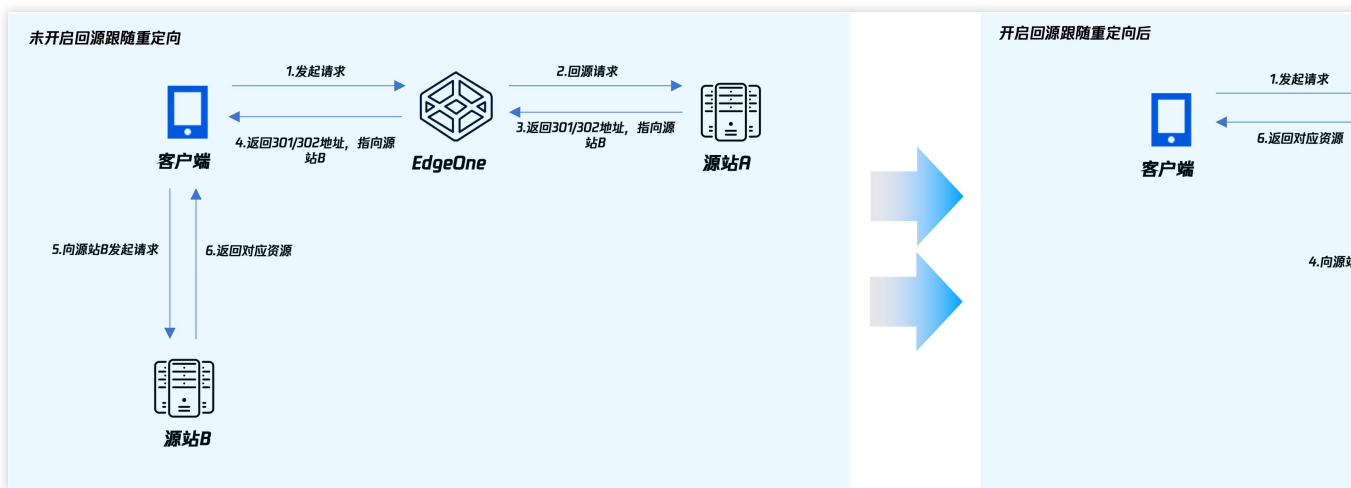 未开启回源跟随重定向
1.发起请求
2.回源请求
3.返回301/302地址，指向源
站B
4.返回301/302地址，指向源
站B
客户端
EdgeOne
源站A
5.向源站B发起请求
6.返回对应资源
源站B
开启回源跟随重定向后
1.发起请求
6.返回对应资源
客户端
4.向源站